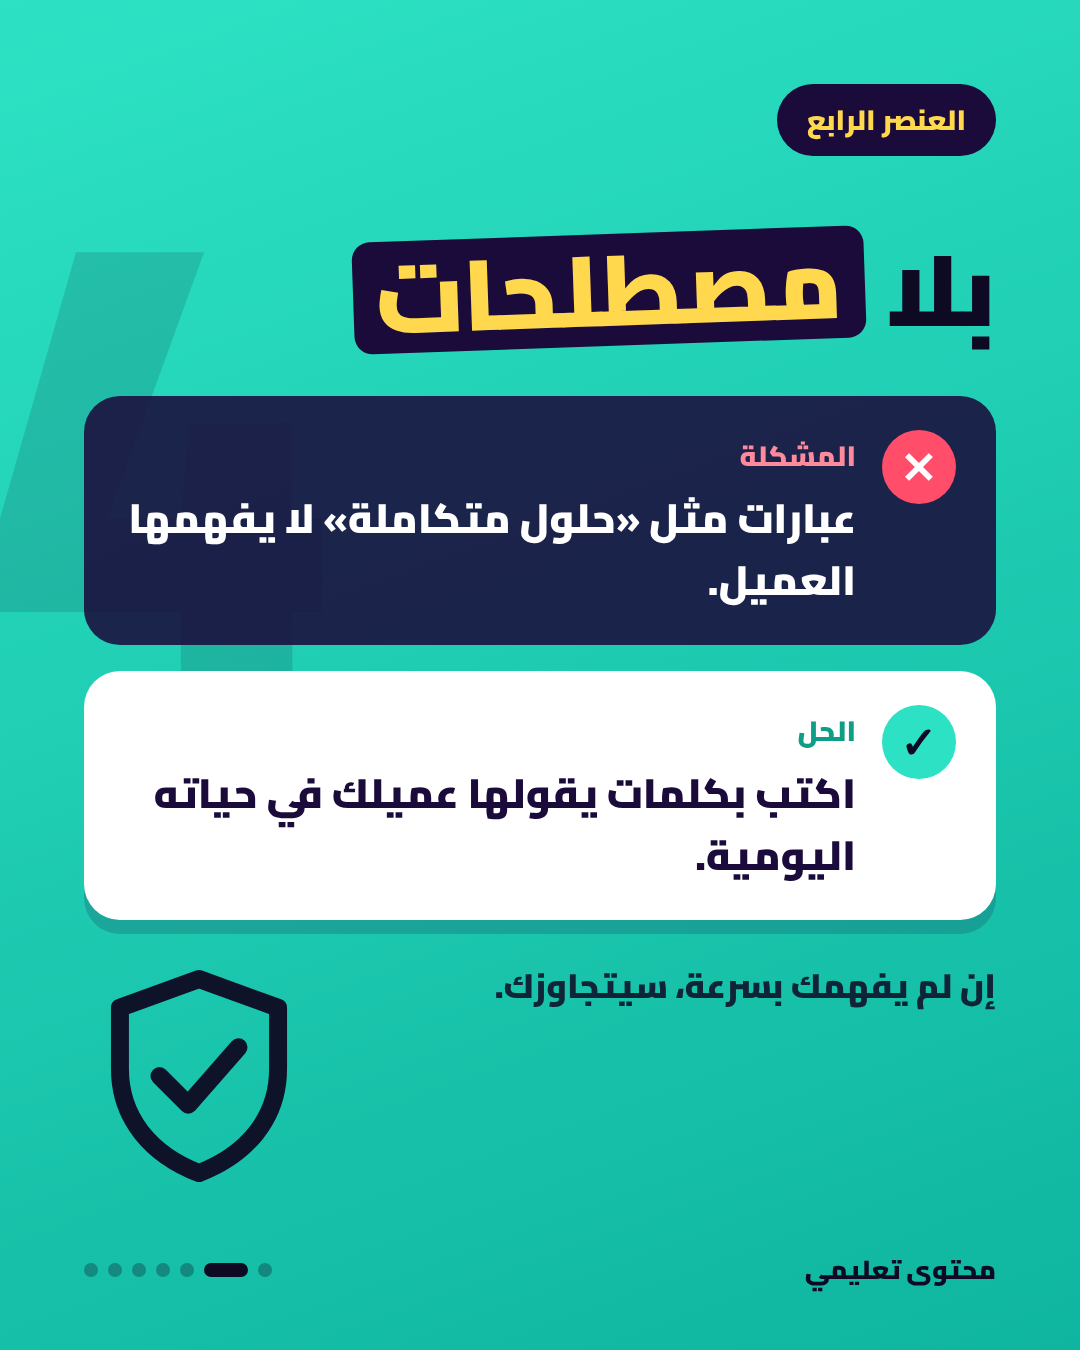 العنصر الرابع
بلا مصطلحات
4
المشكلة
عبارات مثل «حلول متكاملة» لا يفهمها
العميل.
الحل
اكتب بكلمات يقولها عميلك في حياته
اليومية.
إن لم يفهمك بسرعة، سيتجاوزك.
محتوى تعليمي